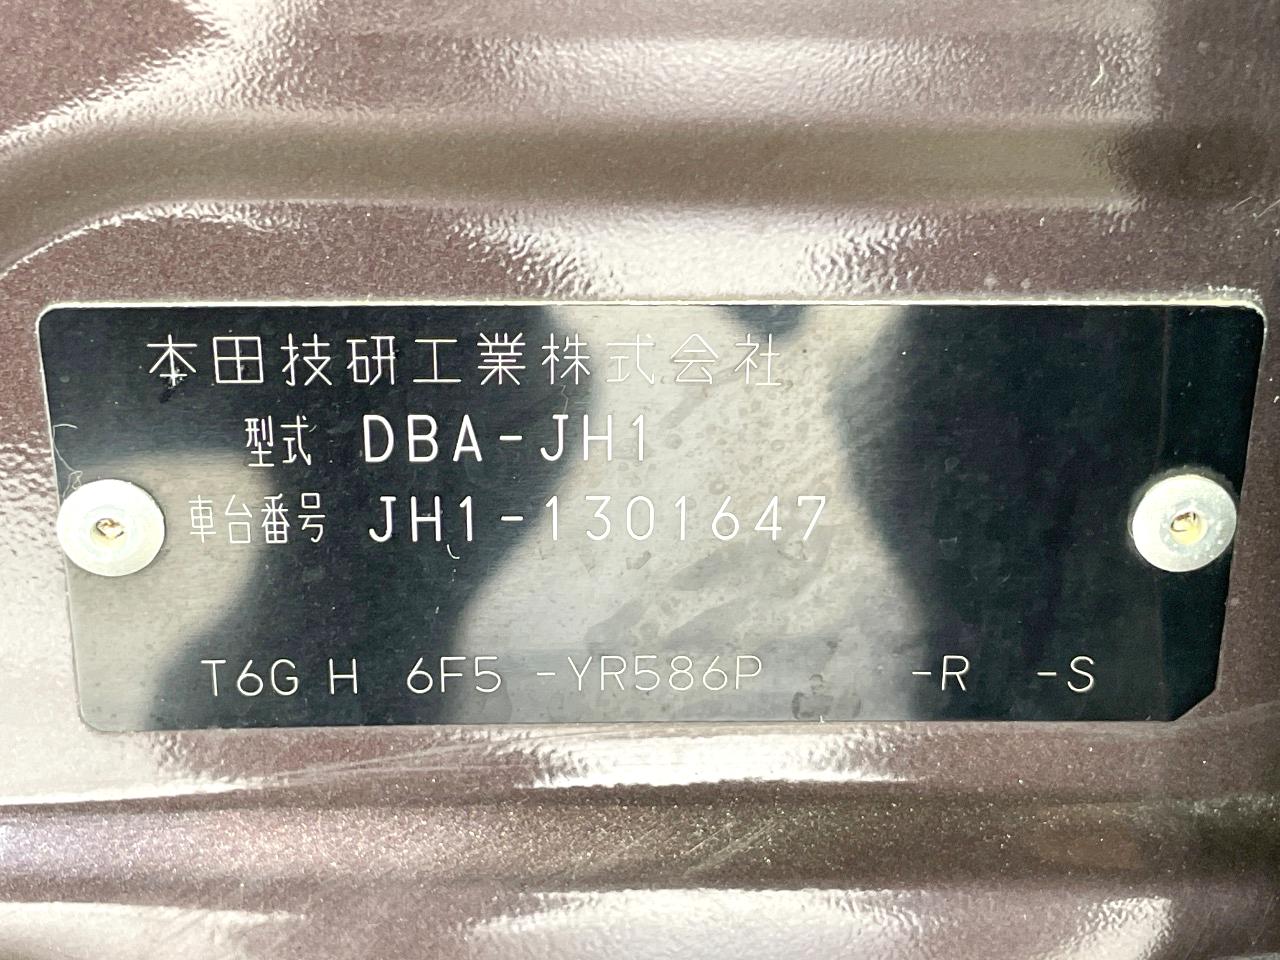 本田技研工業株式会社
型式 DBA-JH1
車台番号 JH1-1301647
T6G H 6F5 -YR586P -R -S